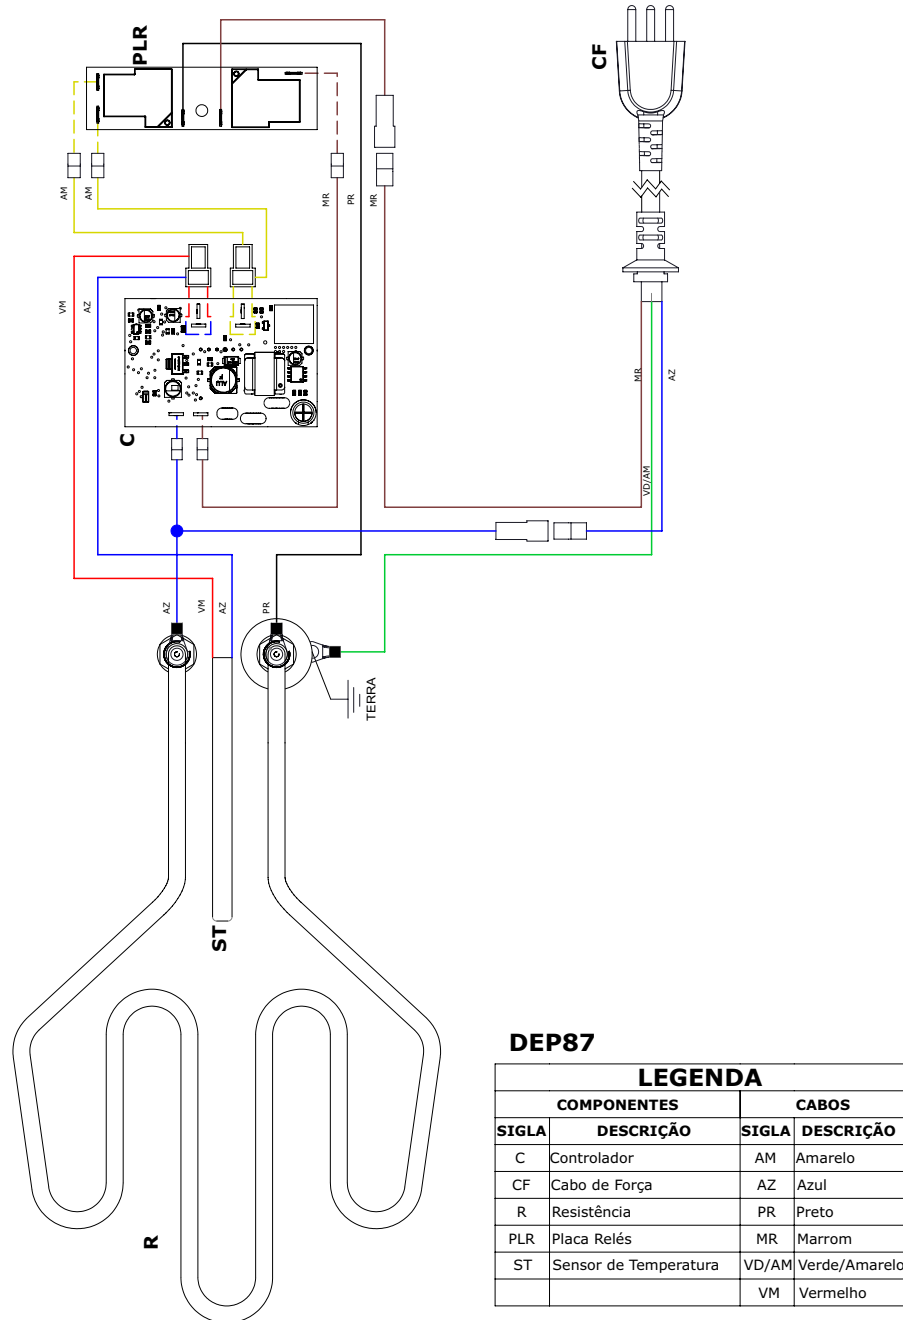 PLR
CF
AM
AM
MR
PR
MR
VM
AZ
MR
AZ
C
VD/AM
AZ
VM
AZ
PR
TERRA
ST
R
DEP87
LEGENDA
COMPONENTES CABOS
SIGLA DESCRIÇÃO SIGLA DESCRIÇÃO
C Controlador AM Amarelo
CF Cabo de Força AZ Azul
R Resistência PR Preto
PLR Placa Relés MR Marrom
ST Sensor de Temperatura VD/AM Verde/Amarelo
VM Vermelho